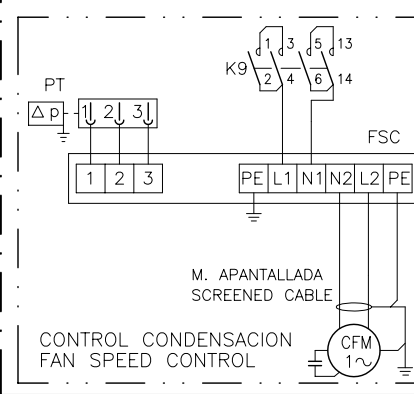 1 3 5 13
K9
2 4 6 14
PT
Δ p 1 2 3
FSC
1 2 3 PE L1 N1 N2 L2 PE
M. APANTALLADA
SCREENED CABLE
CONTROL CONDENSACION
FAN SPEED CONTROL
CFM
1~